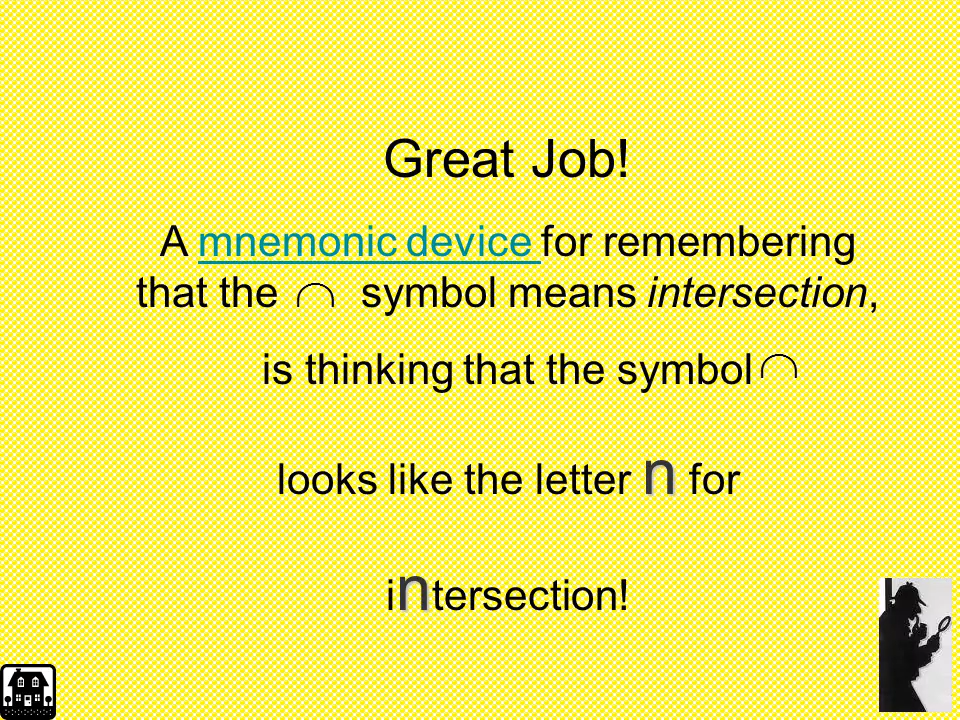 Great Job!
A mnemonic device for remembering
that the ∩ symbol means intersection,
is thinking that the symbol ∩
looks like the letter n for
intersection!